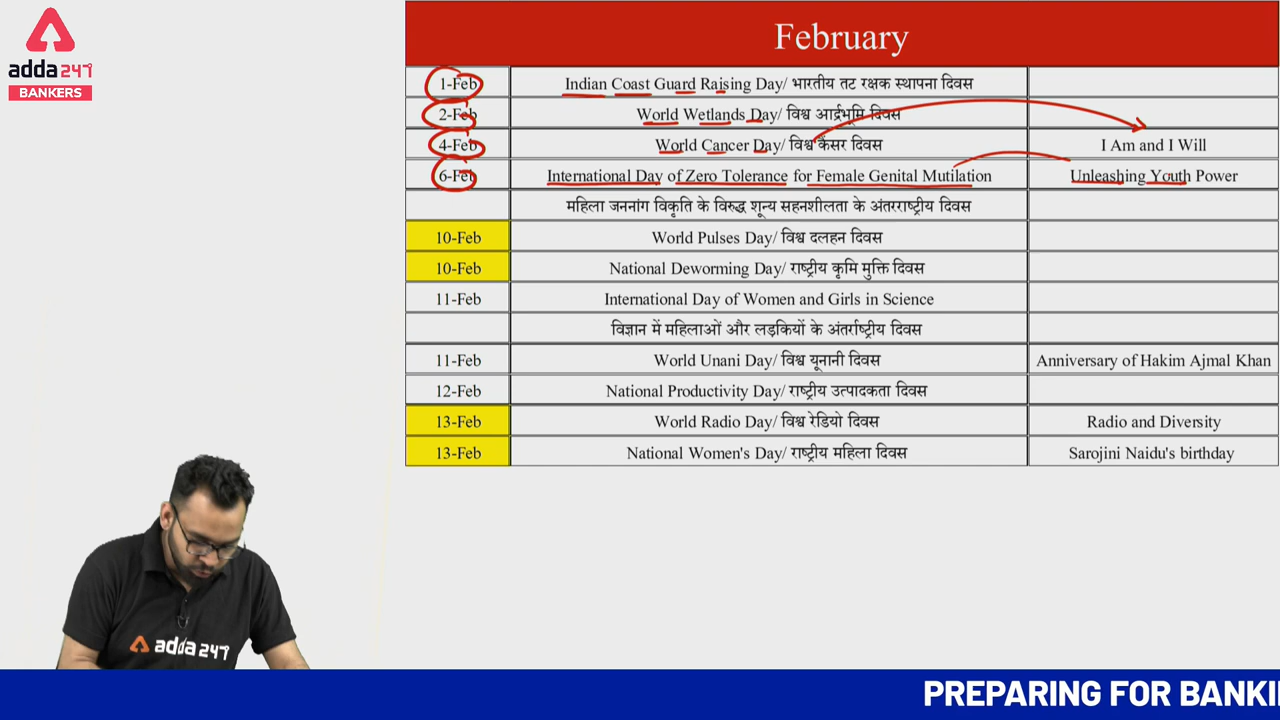 adda247
BANKERS
February
1-Feb Indian Coast Guard Raising Day/ भारतीय तट रक्षक स्थापना दिवस
2-Feb World Wetlands Day/ विश्व आर्द्रभूमि दिवस
4-Feb World Cancer Day/ विश्व कैंसर दिवस I Am and I Will
6-Feb International Day of Zero Tolerance for Female Genital Mutilation Unleashing Youth Power
महिला जननांग विकृति के विरुद्ध शून्य सहनशीलता के अंतरराष्ट्रीय दिवस
10-Feb World Pulses Day/ विश्व दलहन दिवस
10-Feb National Deworming Day/ राष्ट्रीय कृमि मुक्ति दिवस
11-Feb International Day of Women and Girls in Science
विज्ञान में महिलाओं और लड़कियों के अंतर्राष्ट्रीय दिवस
11-Feb World Unani Day/ विश्व यूनानी दिवस Anniversary of Hakim Ajmal Khan
12-Feb National Productivity Day/ राष्ट्रीय उत्पादकता दिवस
13-Feb World Radio Day/ विश्व रेडियो दिवस Radio and Diversity
13-Feb National Women's Day/ राष्ट्रीय महिला दिवस Sarojini Naidu's birthday
adda247
PREPARING FOR BANKI